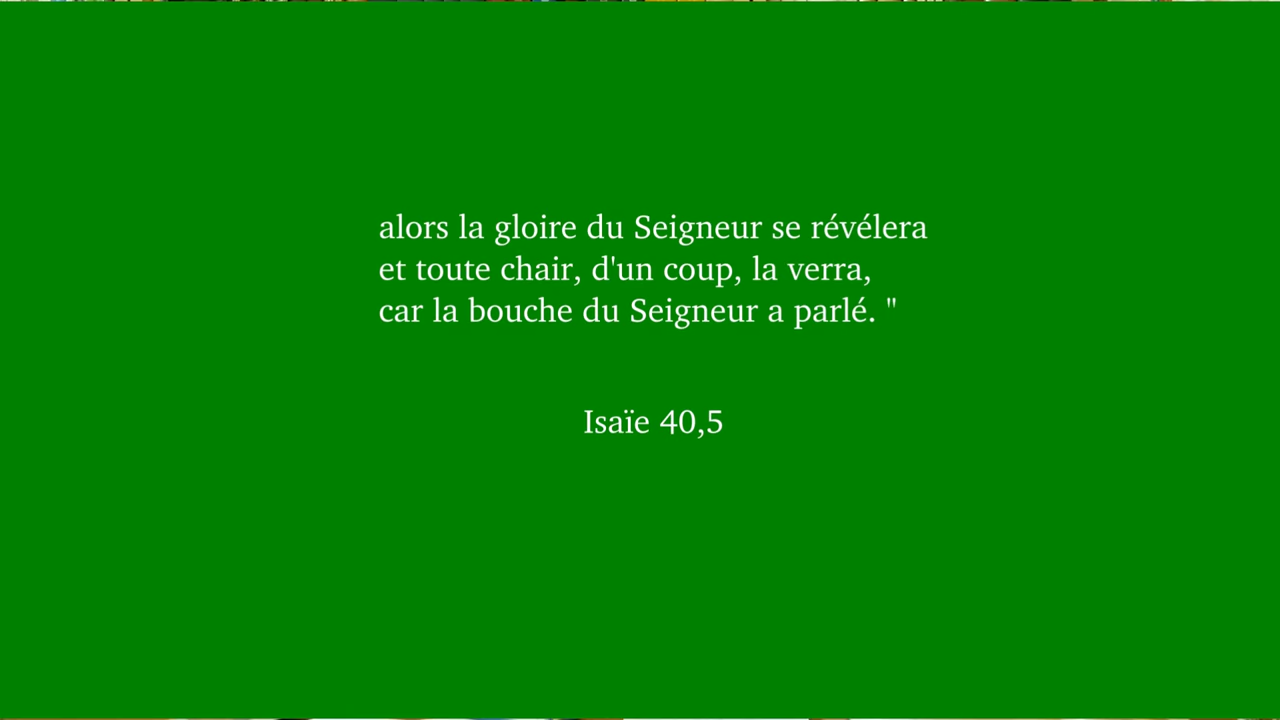 alors la gloire du Seigneur se révélera
et toute chair, d'un coup, la verra,
car la bouche du Seigneur a parlé. "
Isaïe 40,5